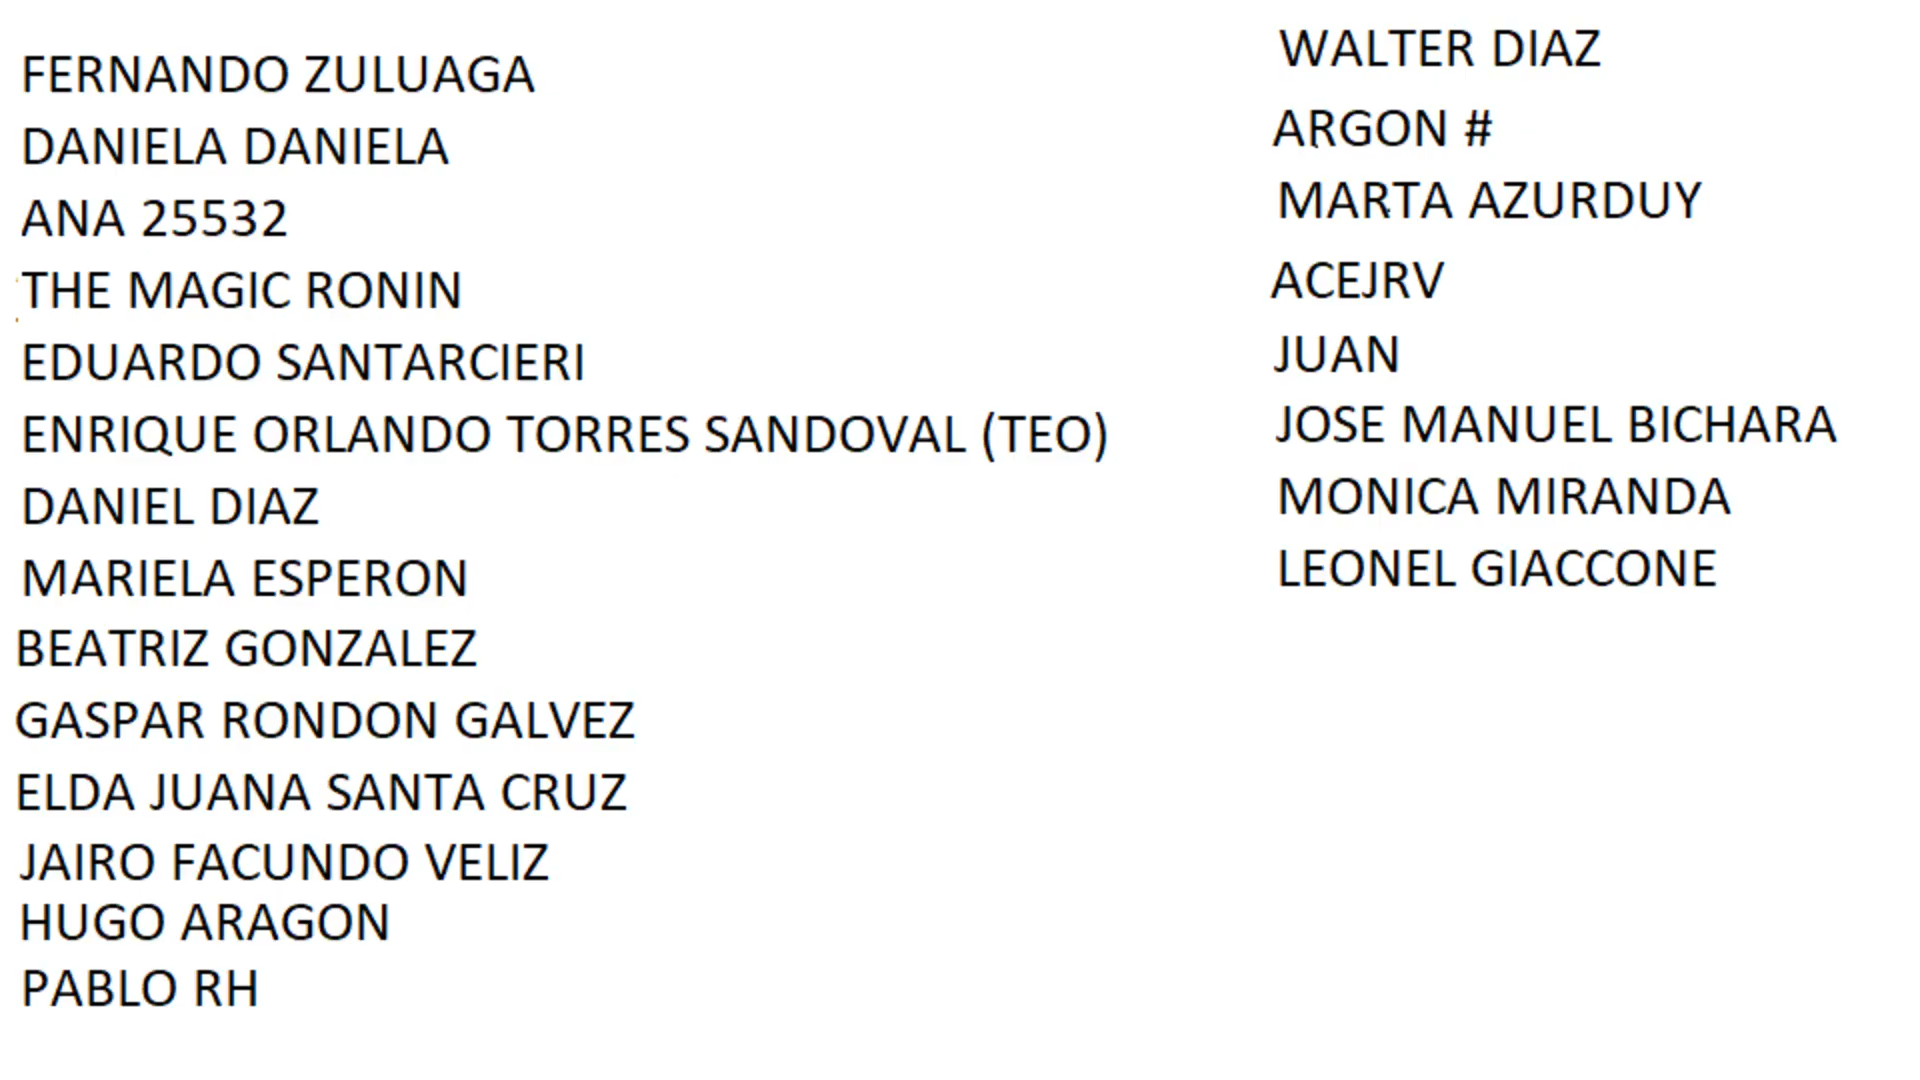 FERNANDO ZULUAGA
DANIELA DANIELA
ANA 25532
THE MAGIC RONIN
EDUARDO SANTARCIERI
ENRIQUE ORLANDO TORRES SANDOVAL (TEO)
DANIEL DIAZ
MARIELA ESPERON
BEATRIZ GONZALEZ
GASPAR RONDON GALVEZ
ELDA JUANA SANTA CRUZ
JAIRO FACUNDO VELIZ
HUGO ARAGON
PABLO RH
WALTER DIAZ
ARGON #
MARTA AZURDUY
ACEJRV
JUAN
JOSE MANUEL BICHARA
MONICA MIRANDA
LEONEL GIACCONE